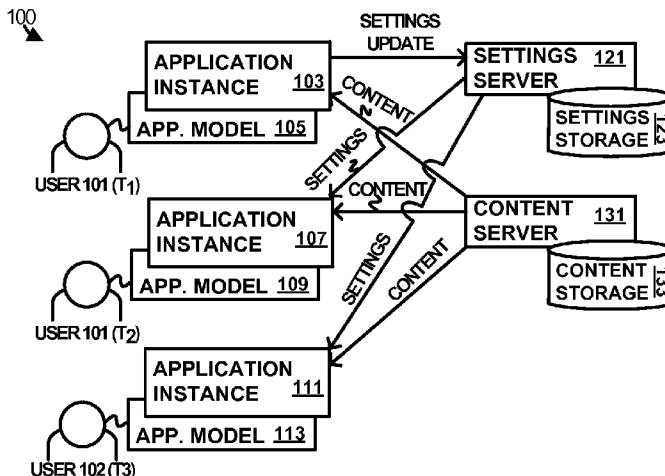 100
SETTINGS
UPDATE
APPLICATION
INSTANCE 103
APP. MODEL 105
USER 101 (T1)
SETTINGS 121
SERVER
SETTINGS
STORAGE 123
CONTENT
SETTINGS
CONTENT
APPLICATION
INSTANCE 107
APP. MODEL 109
USER 101 (T2)
CONTENT 131
SERVER
CONTENT
STORAGE 133
SETTINGS
CONTENT
APPLICATION
INSTANCE 111
APP. MODEL 113
USER 102 (T3)